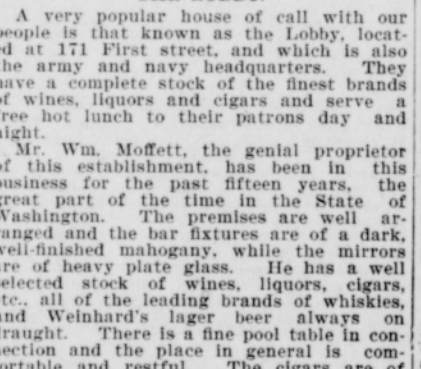 A very popular house of call with our
people is that known as the Lobby, locat-
ed at 171 First street, and which is also
the army and navy headquarters. They
have a complete stock of the finest brands
of wines, liquors and cigars and serve a
free hot lunch to their patrons day and
night.
Mr. Wm. Moffett, the genial proprietor
of this establishment, has been in this
business for the past fifteen years, the
great part of the time in the State of
Washington. The premises are well ar-
ranged and the bar fixtures are of a dark,
well-finished mahogany, while the mirrors
are of heavy plate glass. He has a well
selected stock of wines, liquors, cigars,
etc., all of the leading brands of whiskies,
and Weinhard's lager beer always on
draught. There is a fine pool table in con-
nection and the place in general is com-
fortable and restful. The cigars are of